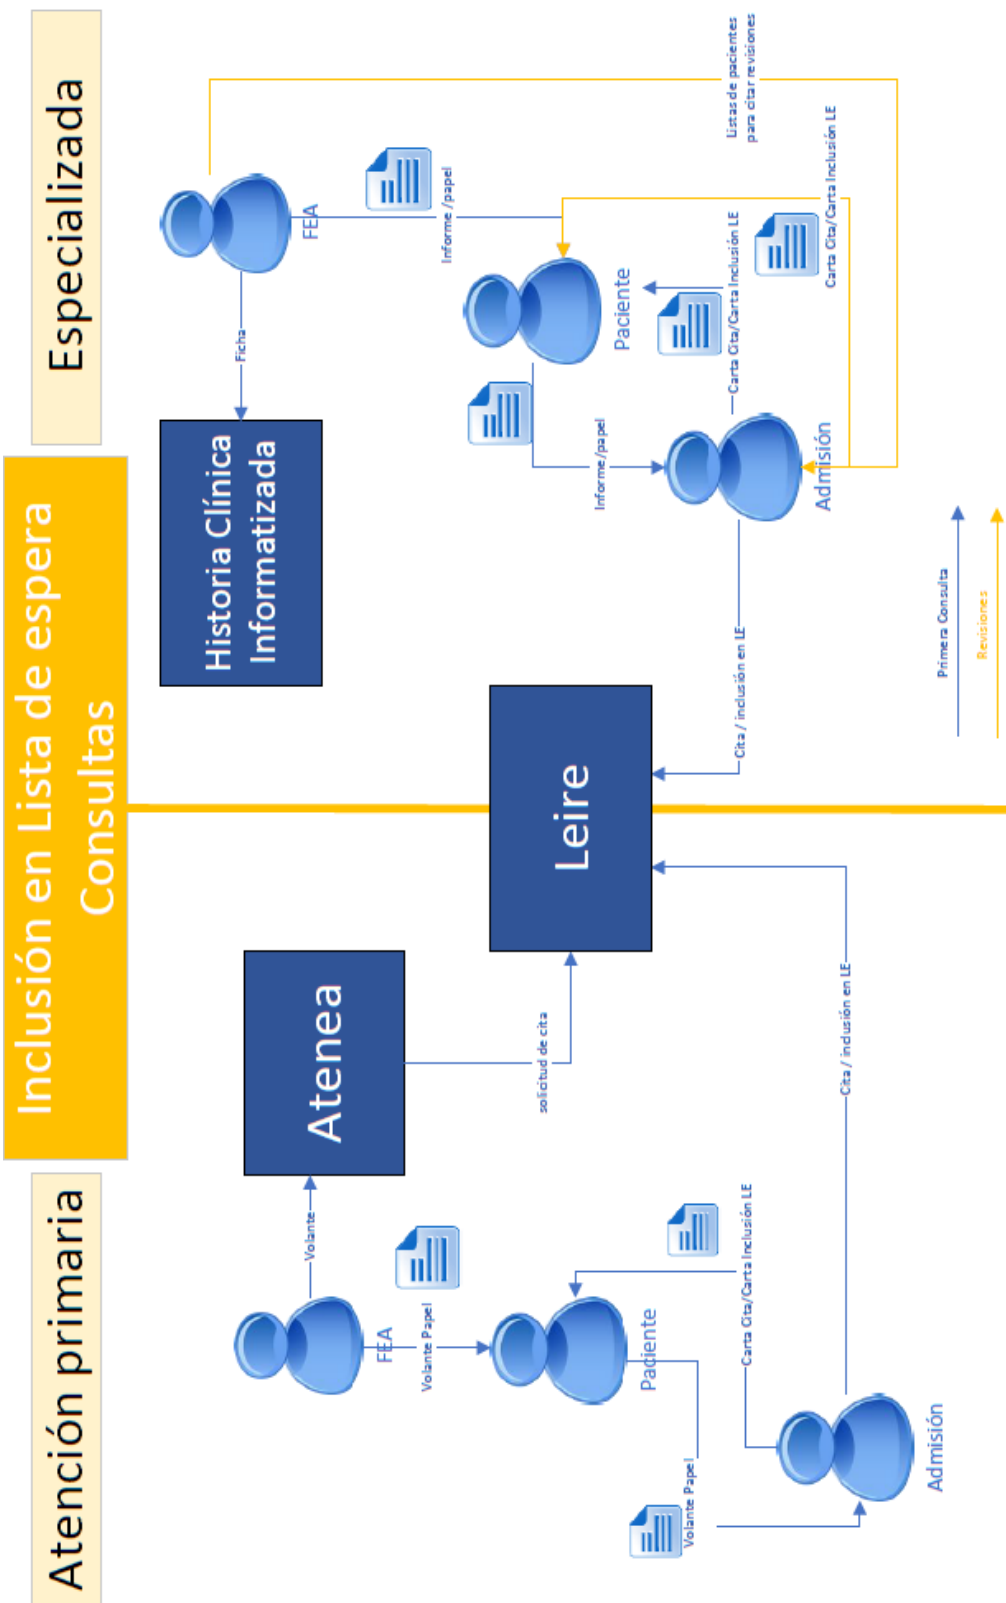 Atención primaria
Inclusión en Lista de espera
Consultas
Especializada
FEA
Volante
Atenea
Volante Papel
Paciente
solicitud de cita
Leire
Carta Cita/Carta Inclusión LE
Volante Papel
Admisión
Cita / inclusión en LE
Historia Clínica
Informatizada
Ficha
FEA
Informe /papel
Paciente
Informe/papel
Carta Cita/Carta Inclusión LE
Admisión
Cita / inclusión en LE
Listas de pacientes
para citar revisiones
Carta Cita/Carta Inclusión LE
Primera Consulta
Revisiones